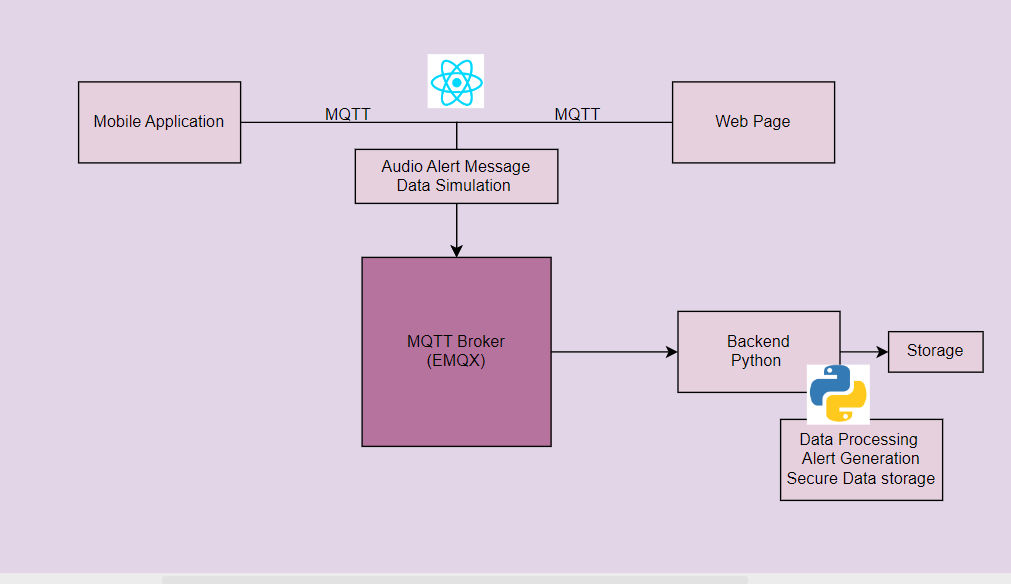 Mobile Application
MQTT
MQTT
Web Page
Audio Alert Message
Data Simulation
MQTT Broker
(EMQX)
Backend
Python
Storage
Data Processing
Alert Generation
Secure Data storage